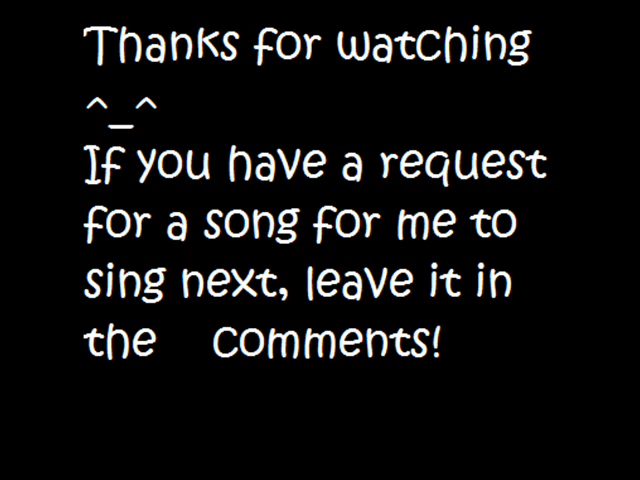 Thanks for watching
^_^
If you have a request
for a song for me to
sing next, leave it in
the    comments!